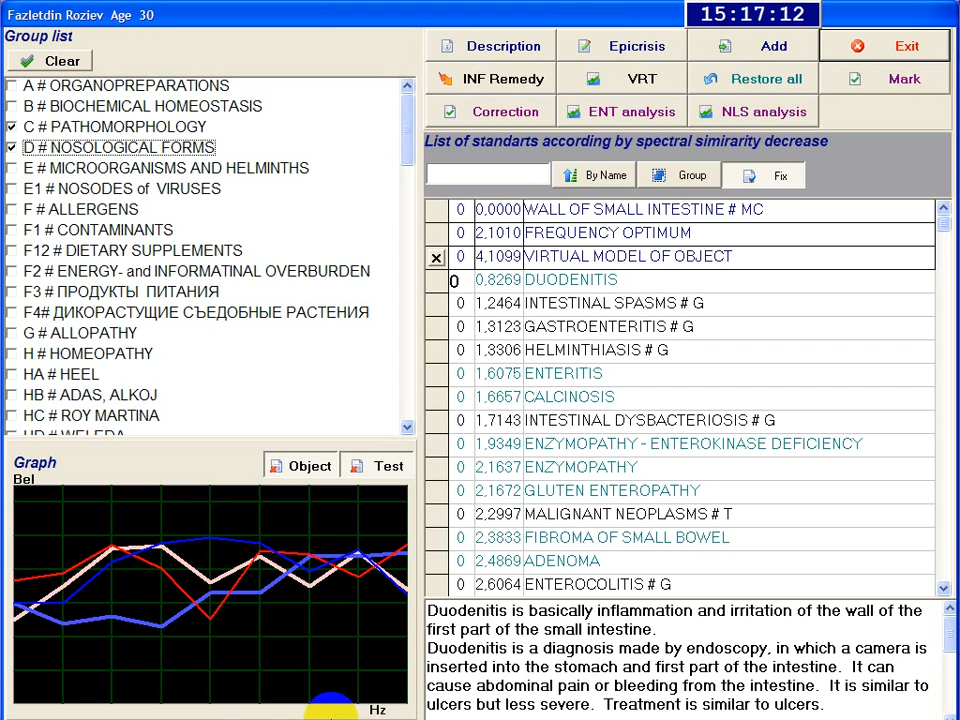 Fazletdin Roziev Age 30
15:17:12
Group list
Clear
A # ORGANOPREPARATIONS
B # BIOCHEMICAL HOMEOSTASIS
C # PATHOMORPHOLOGY
D # NOSOLOGICAL FORMS
E # MICROORGANISMS AND HELMINTHS
E1 # NOSODES of VIRUSES
F # ALLERGENS
F1 # CONTAMINANTS
F12 # DIETARY SUPPLEMENTS
F2 # ENERGY- and INFORMATINAL OVERBURDEN
F3 # ПРОДУКТЫ ПИТАНИЯ
F4# ДИКОРАСТУЩИЕ СЪЕДОБНЫЕ РАСТЕНИЯ
G # ALLOPATHY
H # HOMEOPATHY
HA # HEEL
HB # ADAS, ALKOJ
HC # ROY MARTINA
HD # WELEDA
Description Epicrisis Add Exit
INF Remedy VRT Restore all Mark
Correction ENT analysis NLS analysis
List of standarts according by spectral simirarity decrease
By Name Group Fix
0 0,0000 WALL OF SMALL INTESTINE # MC
0 2,1010 FREQUENCY OPTIMUM
X 0 4,1099 VIRTUAL MODEL OF OBJECT
0 0,8269 DUODENITIS
0 1,2464 INTESTINAL SPASMS # G
0 1,3123 GASTROENTERITIS # G
0 1,3306 HELMINTHIASIS # G
0 1,6075 ENTERITIS
0 1,6657 CALCINOSIS
0 1,7143 INTESTINAL DYSBACTERIOSIS # G
0 1,9349 ENZYMOPATHY - ENTEROKINASE DEFICIENCY
0 2,1637 ENZYMOPATHY
0 2,1672 GLUTEN ENTEROPATHY
0 2,2997 MALIGNANT NEOPLASMS # T
0 2,3833 FIBROMA OF SMALL BOWEL
0 2,4869 ADENOMA
0 2,6064 ENTEROCOLITIS # G
Graph
Object Test
Bel
Hz
Duodenitis is basically inflammation and irritation of the wall of the
first part of the small intestine.
Duodenitis is a diagnosis made by endoscopy, in which a camera is
inserted into the stomach and first part of the intestine. It can
cause abdominal pain or bleeding from the intestine. It is similar to
ulcers but less severe. Treatment is similar to ulcers.